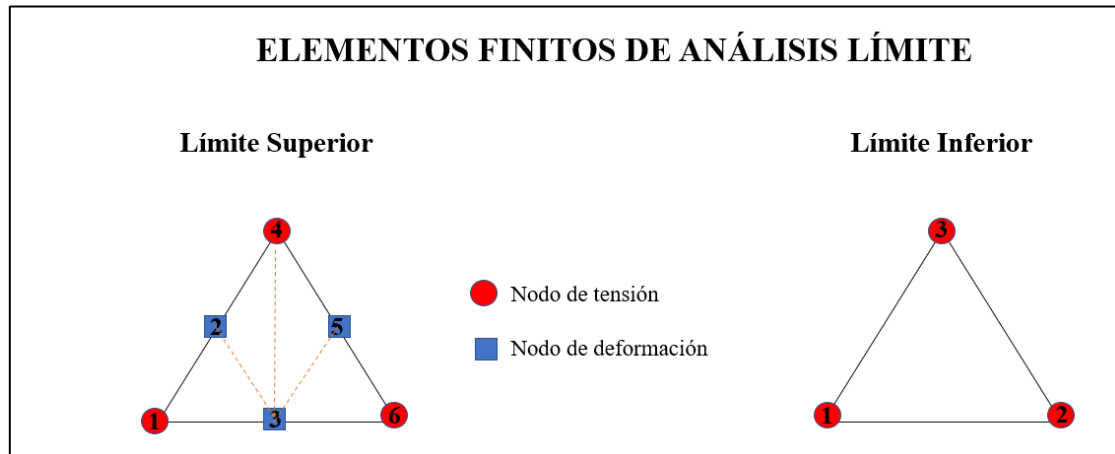 ELEMENTOS FINITOS DE ANÁLISIS LÍMITE
Límite Superior
Límite Inferior
4
2
5
1
3
6
Nodo de tensión
Nodo de deformación
3
1
2